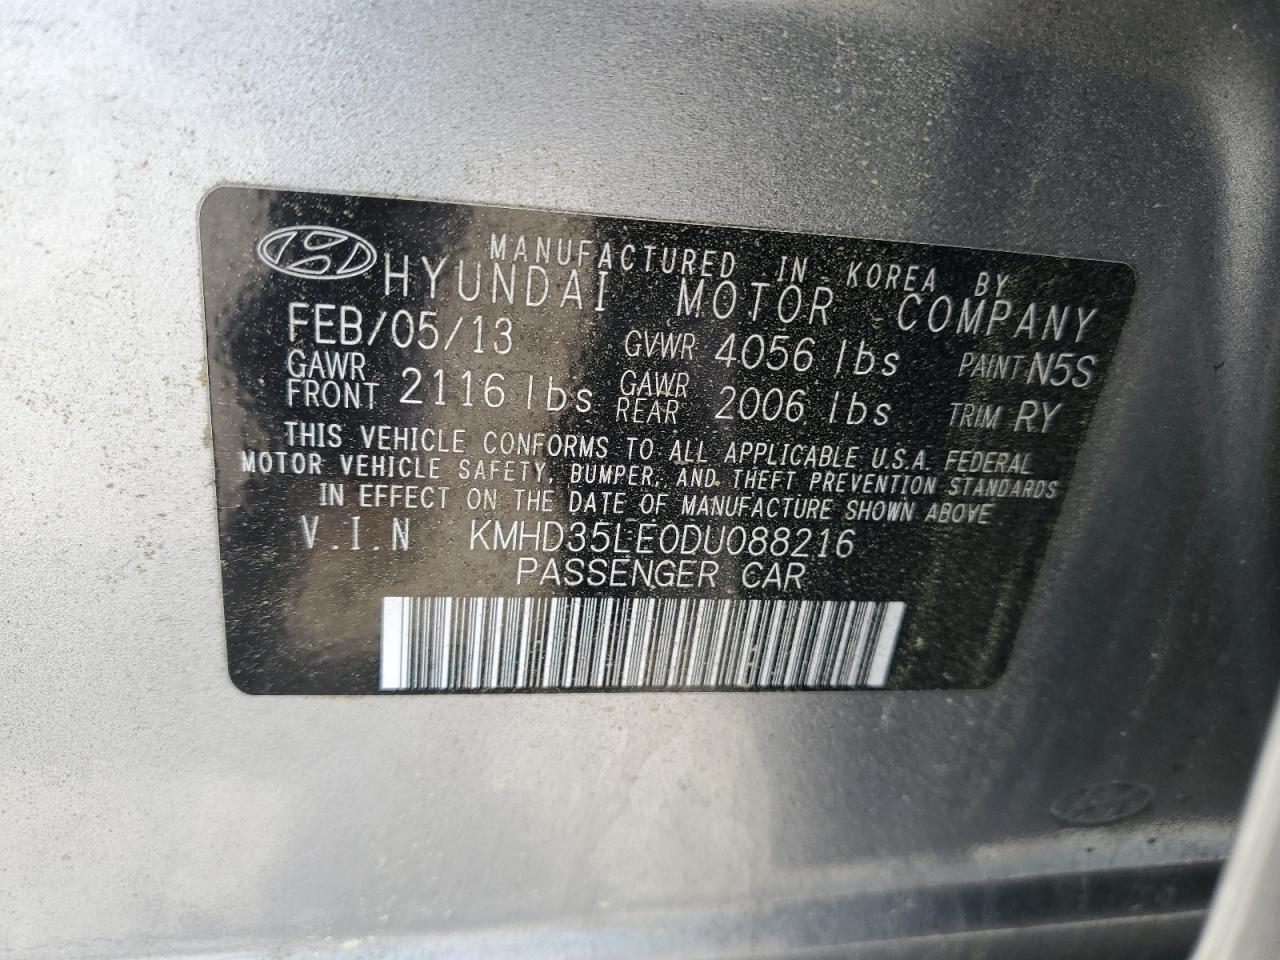 MANUFACTURED IN KOREA BY
HYUNDAI MOTOR COMPANY
FEB/05/13 GVWR 4056 lbs PAINT N5S
GAWR FRONT 2116 lbs GAWR REAR 2006 lbs TRIM RY
THIS VEHICLE CONFORMS TO ALL APPLICABLE U.S.A. FEDERAL
MOTOR VEHICLE SAFETY, BUMPER, AND THEFT PREVENTION STANDARDS
IN EFFECT ON THE DATE OF MANUFACTURE SHOWN ABOVE
V.I.N KMHD35LE0DU088216
PASSENGER CAR